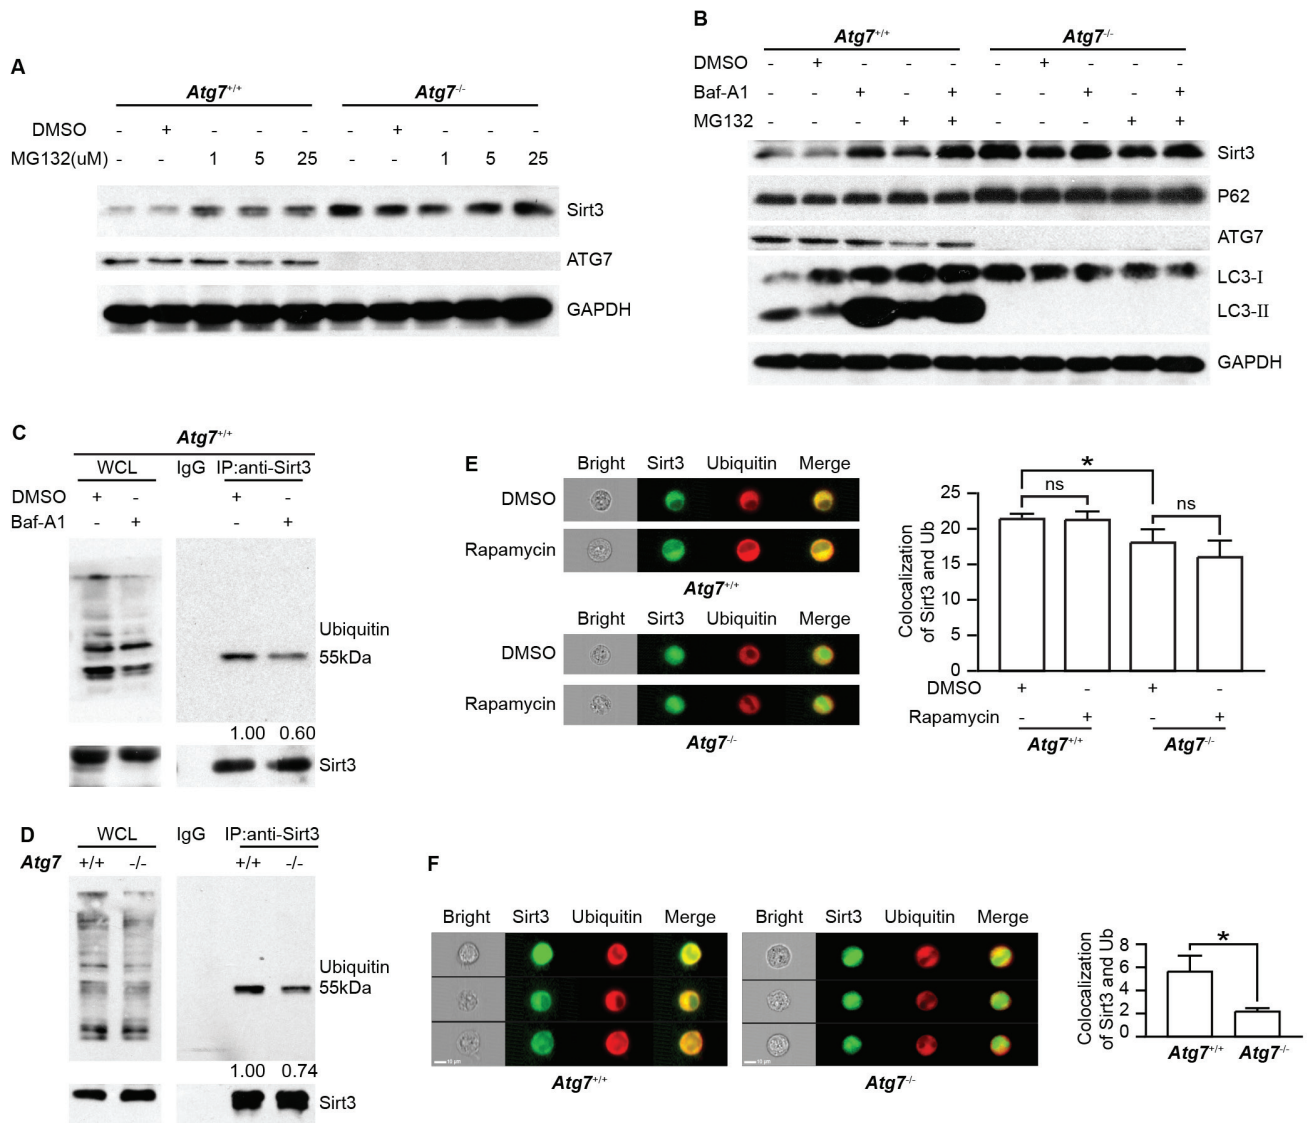 A
Atg7+/+ Atg7-/-
DMSO - + - - - - + - - -
MG132(uM) - - 1 5 25 - - 1 5 25
Sirt3
ATG7
GAPDH
B
Atg7+/+ Atg7-/-
DMSO - + - - - - + - - -
Baf-A1 - - + - + - - + - +
MG132 - - - + + - - - + +
Sirt3
P62
ATG7
LC3-I
LC3-II
GAPDH
C
Atg7+/+
WCL IgG IP:anti-Sirt3
DMSO + - + -
Baf-A1 - + - +
Ubiquitin
55kDa
1.00 0.60
Sirt3
D
WCL IgG IP:anti-Sirt3
Atg7 +/+ -/- +/+ -/-
Ubiquitin
55kDa
1.00 0.74
Sirt3
E
Bright Sirt3 Ubiquitin Merge
DMSO
Rapamycin
Atg7+/+
Bright Sirt3 Ubiquitin Merge
DMSO
Rapamycin
Atg7-/-
Colocalization
of Sirt3 and Ub
25
20
15
10
5
0
*
ns
ns
DMSO + - + -
Rapamycin - + - +
Atg7+/+ Atg7-/-
F
Bright Sirt3 Ubiquitin Merge
10 μm
Atg7+/+
Bright Sirt3 Ubiquitin Merge
10 μm
Atg7-/-
Colocalization
of Sirt3 and Ub
8
6
4
2
0
*
Atg7+/+ Atg7-/-